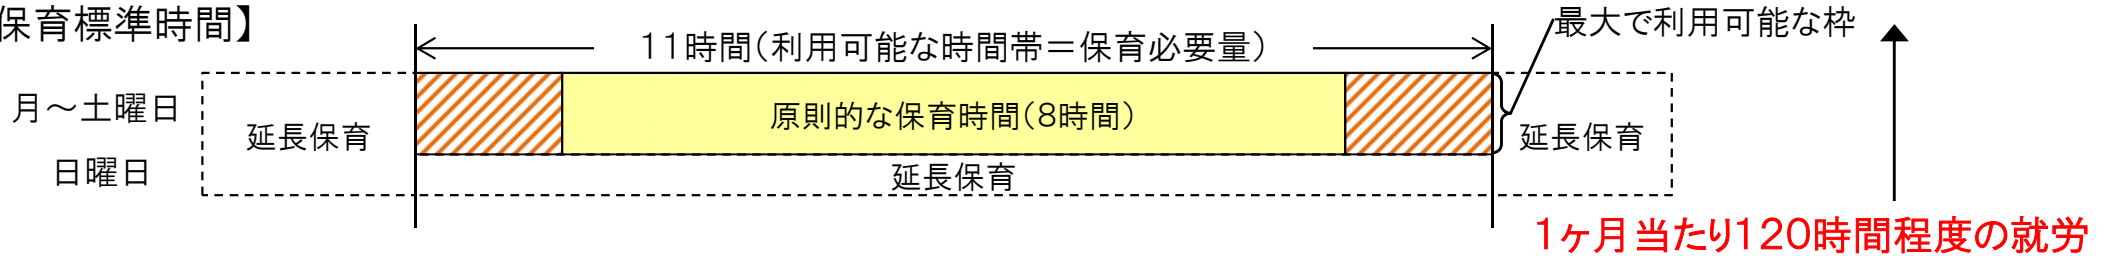 保育標準時間】
最大で利用可能な枠
11時間(利用可能な時間帯＝保育必要量)
月～土曜日
原則的な保育時間(8時間)
延長保育
延長保育
日曜日
延長保育
1ヶ月当たり120時間程度の就労